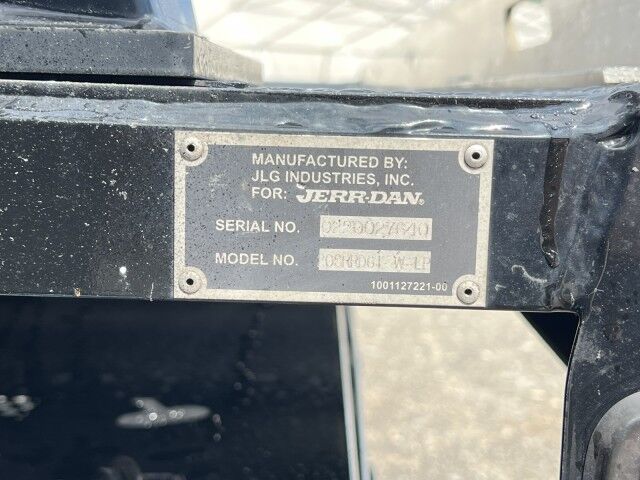 MANUFACTURED BY:
JLG INDUSTRIES, INC.
FOR: JERR-DAN®
SERIAL NO.
MODEL NO.
1001127221-00